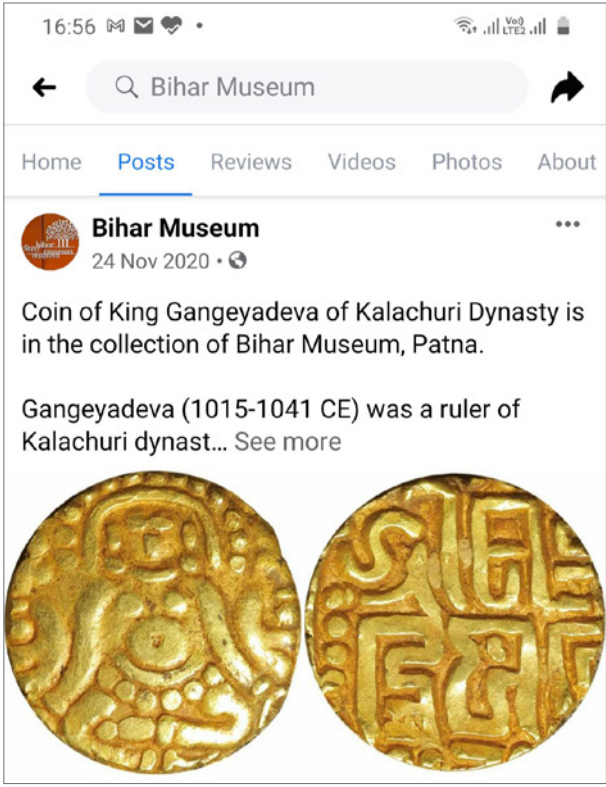 16:56
Vo)
LTE2
Bihar Museum
Home Posts Reviews Videos Photos About
Bihar Museum
24 Nov 2020
Coin of King Gangeyadeva of Kalachuri Dynasty is
in the collection of Bihar Museum, Patna.
Gangeyadeva (1015-1041 CE) was a ruler of
Kalachuri dynast... See more